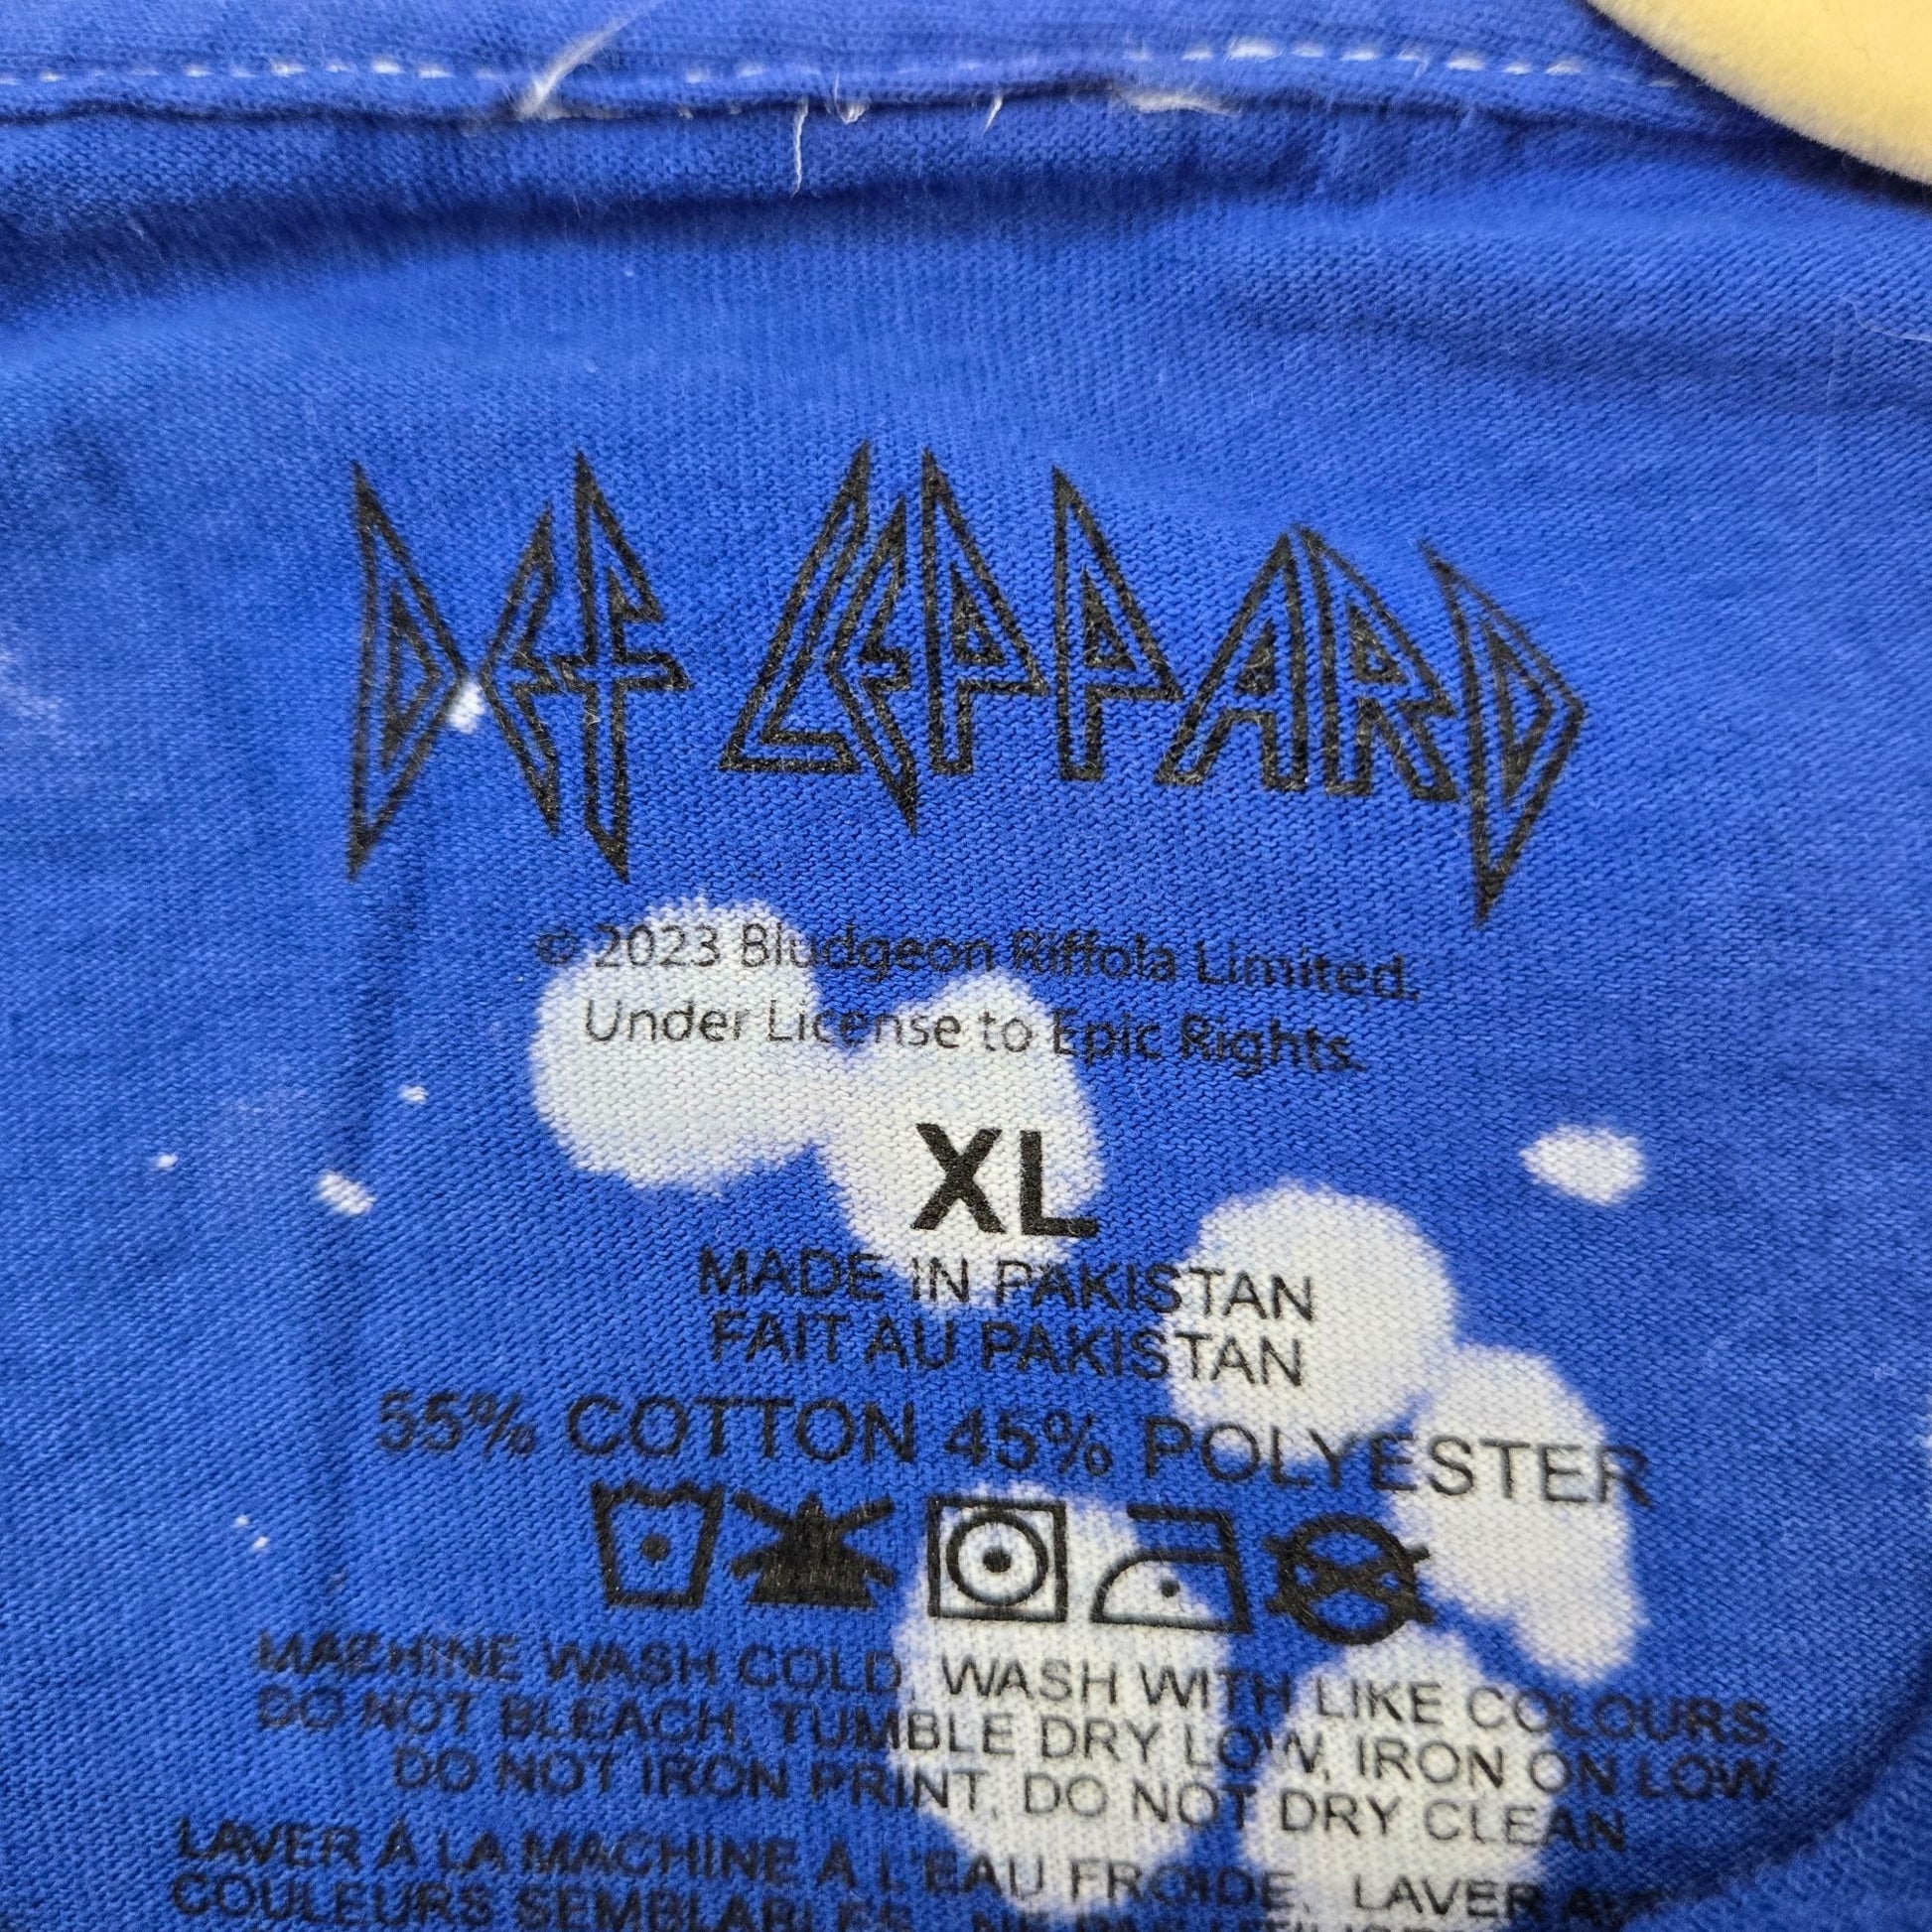 DEF LEPPARD
© 2023 Bludgeon Riffola Limited.
Under License to Epic Rights.
XL
MADE IN PAKISTAN
FAIT AU PAKISTAN
55% COTTON 45% POLYESTER
MACHINE WASH COLD, WASH WITH LIKE COLOURS,
DO NOT BLEACH, TUMBLE DRY LOW, IRON ON LOW
DO NOT IRON PRINT, DO NOT DRY CLEAN
LAVER À LA MACHINE À L'EAU FROIDE, LAVER
COULEURS SEMBLABLES